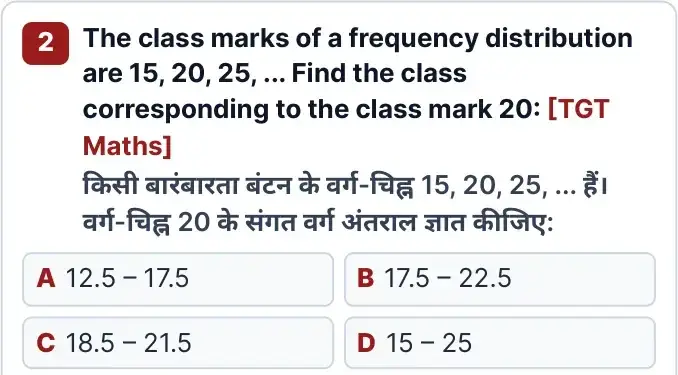 2 The class marks of a frequency distribution
are 15, 20, 25, ... Find the class
corresponding to the class mark 20: [TGT
Maths]
किसी बारंबारता बंटन के वर्ग-चिह्न 15, 20, 25, ... हैं।
वर्ग-चिह्न 20 के संगत वर्ग अंतराल ज्ञात कीजिए:
A 12.5 – 17.5
B 17.5 – 22.5
C 18.5 – 21.5
D 15 – 25